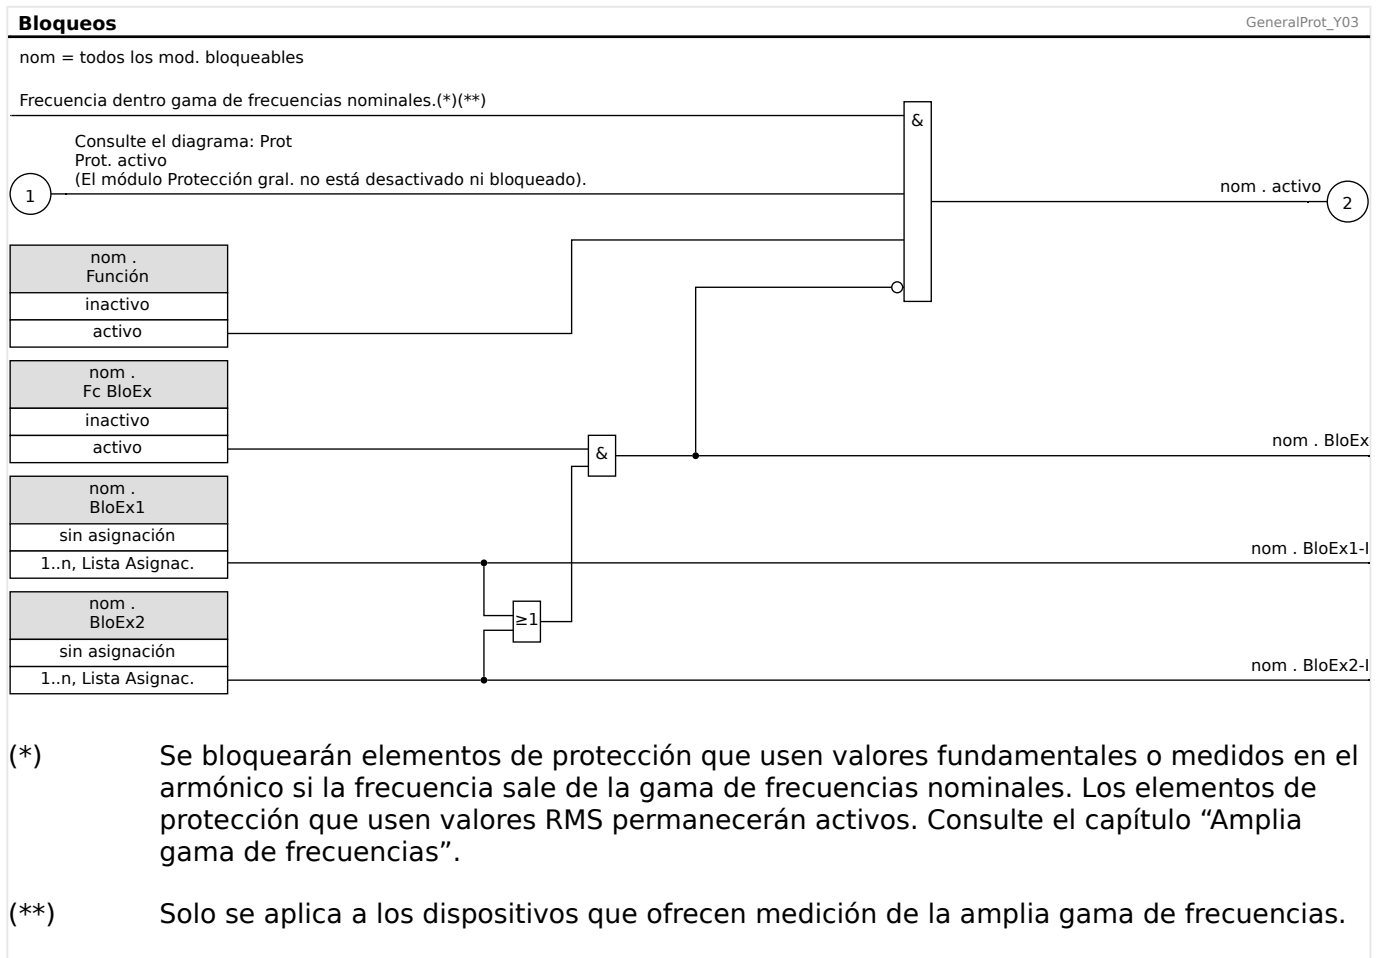 Bloqueos
GeneralProt_Y03
nom = todos los mod. bloqueables
Frecuencia dentro gama de frecuencias nominales.(*)(**)
&
Consulte el diagrama: Prot
Prot. activo
(El módulo Protección gral. no está desactivado ni bloqueado).
1
nom . activo
2
nom .
Función
inactivo
activo
nom .
Fc BloEx
inactivo
activo
&
nom . BloEx
nom .
BloEx1
sin asignación
1..n, Lista Asignac.
nom . BloEx1-I
nom .
BloEx2
≥1
sin asignación
1..n, Lista Asignac.
nom . BloEx2-I
(*) Se bloquearán elementos de protección que usen valores fundamentales o medidos en el
armónico si la frecuencia sale de la gama de frecuencias nominales. Los elementos de
protección que usen valores RMS permanecerán activos. Consulte el capítulo “Amplia
gama de frecuencias”.
(**) Solo se aplica a los dispositivos que ofrecen medición de la amplia gama de frecuencias.